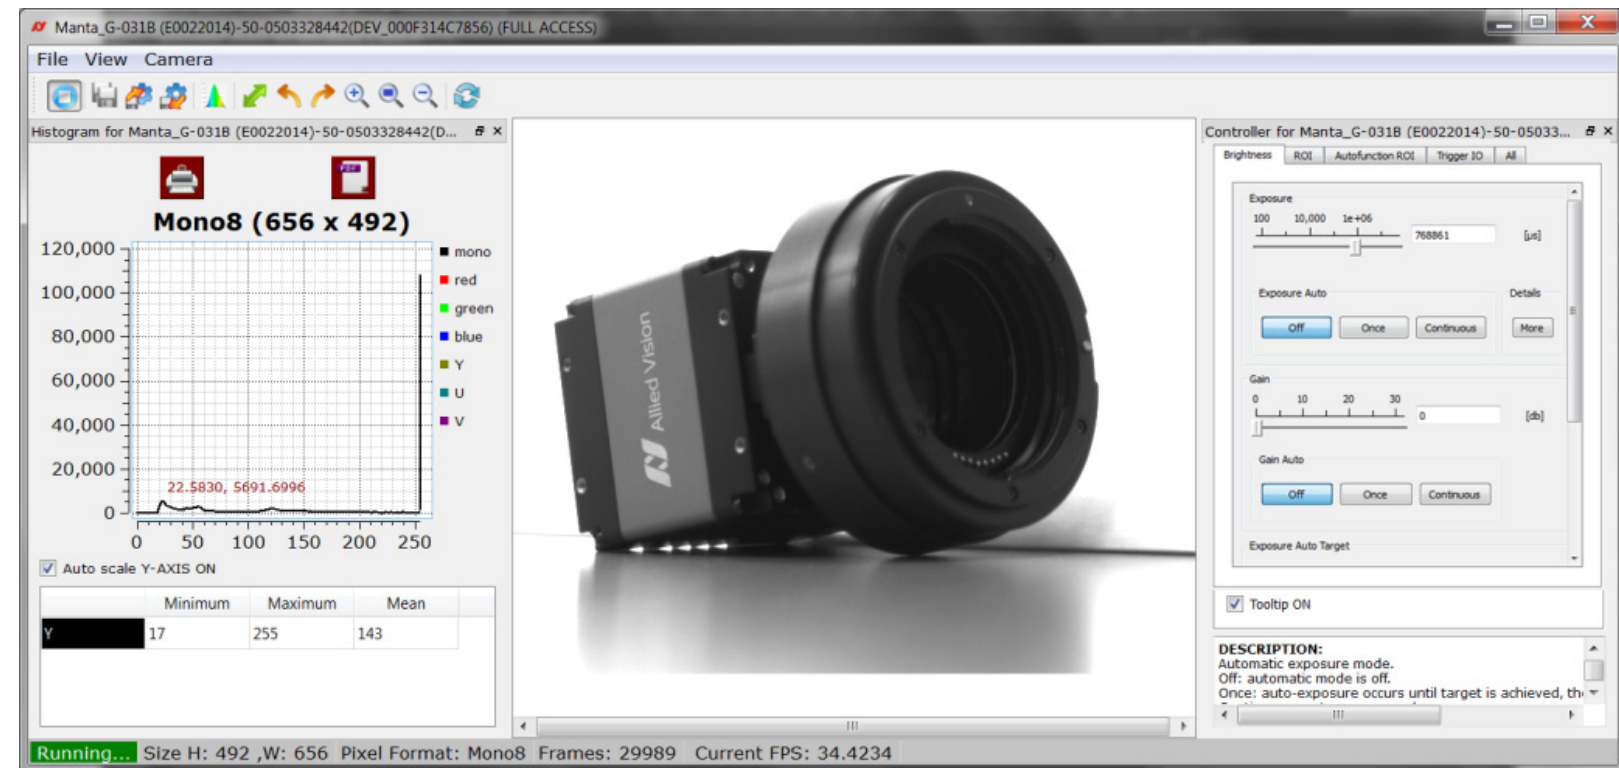 Manta_G-031B (E0022014)-50-0503328442(DEV_000F314C7856) (FULL ACCESS)
File View Camera
Histogram for Manta_G-031B (E0022014)-50-0503328442(D...
Mono8 (656 x 492)
120,000
100,000
80,000
60,000
40,000
20,000
0
22.5830, 5691.6996
0 50 100 150 200 250
mono
red
green
blue
Y
U
V
Auto scale Y-AXIS ON
Minimum Maximum Mean
Y 17 255 143
Allied Vision
Controller for Manta_G-031B (E0022014)-50-05033...
Brightness ROI Autofunction ROI Trigger IO All
Exposure
100 10,000 1e+06
768861 [µs]
Exposure Auto Details
Off Once Continuous More
Gain
0 10 20 30
0 [db]
Gain Auto
Off Once Continuous
Exposure Auto Target
Tooltip ON
DESCRIPTION:
Automatic exposure mode.
Off: automatic mode is off.
Once: auto-exposure occurs until target is achieved, th
Running... Size H: 492 ,W: 656 Pixel Format: Mono8 Frames: 29989 Current FPS: 34.4234